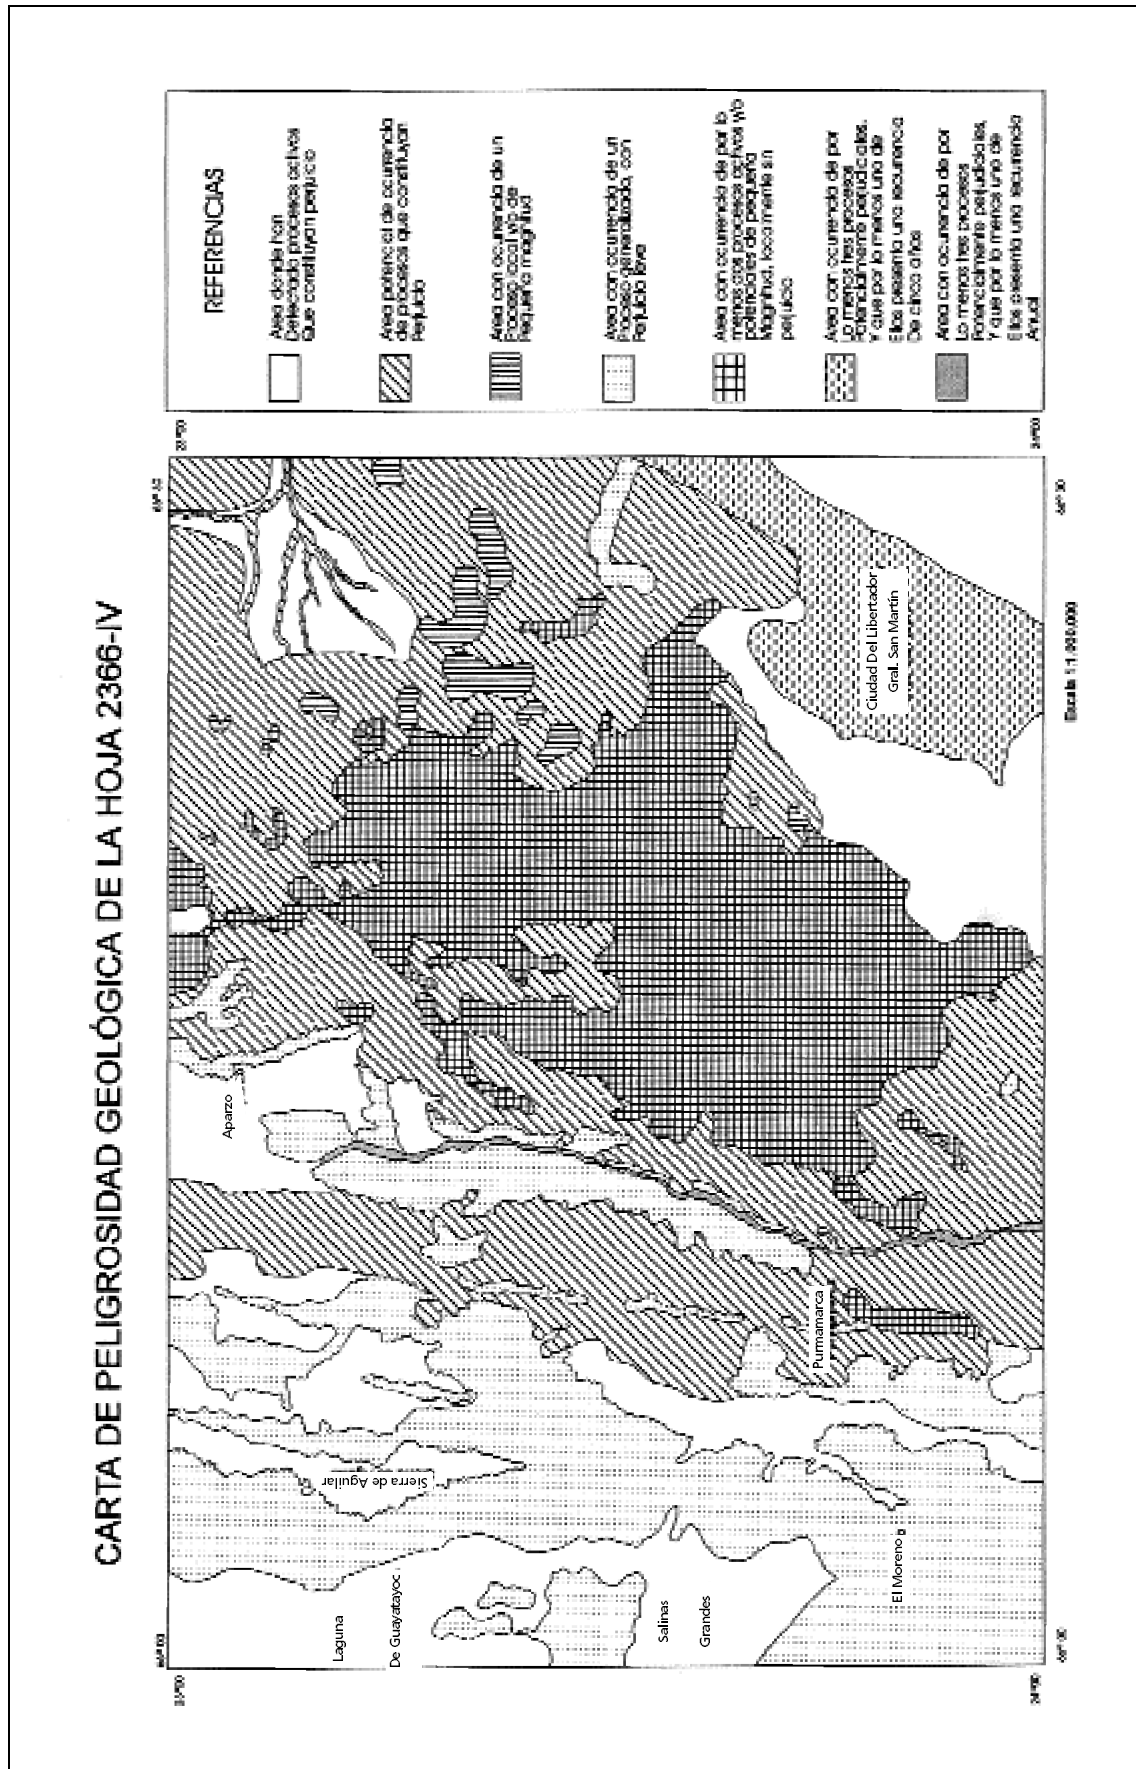 CARTA DE PELIGROSIDAD GEOLÓGICA DE LA HOJA 2366-IV
Aparzo
Sierra de Aguilar
Laguna
De Guayatayoc
Salinas
Grandes
El Moreno
Purmamarca
Ciudad Del Libertador
Gral. San Martín
24°00
REFERENCIAS
Area donde han
Detectado procesos activos
Que constituyan perjuicio
Area potencial de ocurrencia
de procesos que constituyan
Perjuicio
Area con ocurrencia de un
Proceso local y/o de
Pequeña magnitud
Area con ocurrencia de un
Proceso generalizado, con
Perjuicio lleve
Area con ocurrencia de por lo
menos dos procesos activos y/o
potenciales de pequeña
Magnitud, localmente sin
perjuicio
Area con ocurrencia de por
Lo menos tres procesos
Potencialmente perjudiciales.
Y que por lo menos uno de
Ellos presenta una recurrencia
De cinco años
Area con ocurrencia de por
Lo menos tres procesos
Potencialmente perjudiciales,
Y que por lo menos uno de
Ellos presenta una recurrencia
Anual